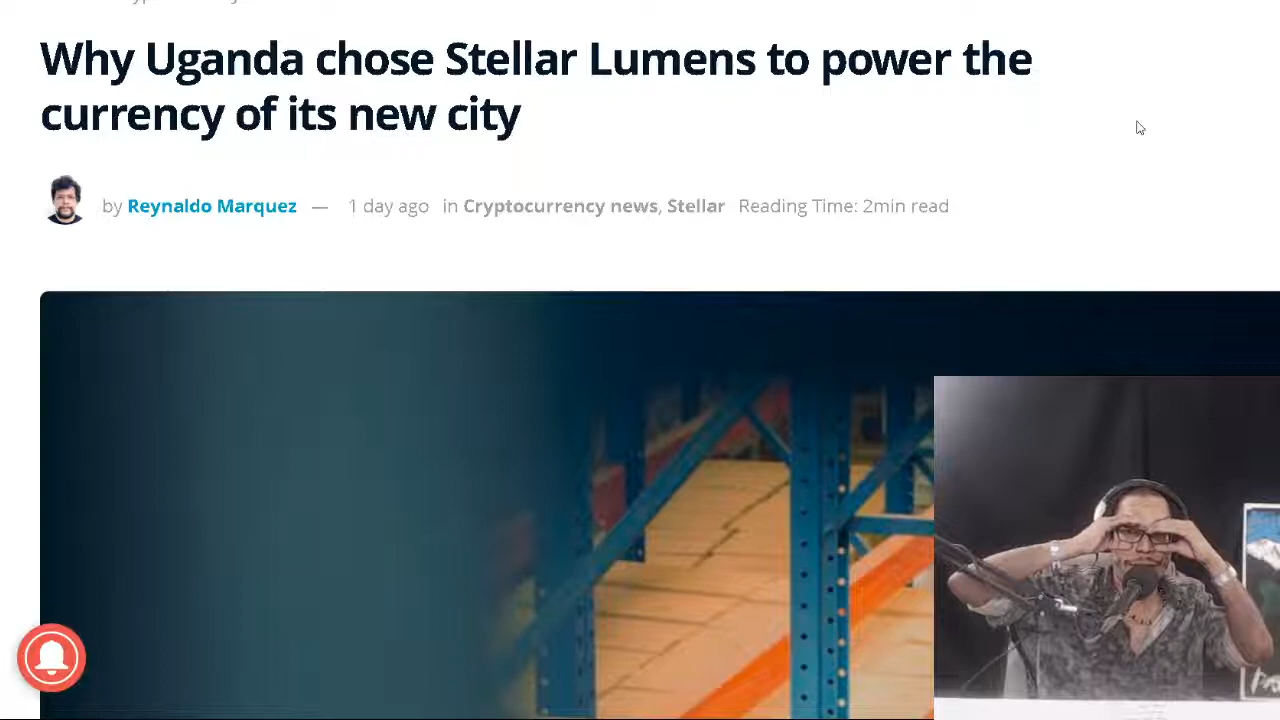 Why Uganda chose Stellar Lumens to power the
currency of its new city
by Reynaldo Marquez — 1 day ago in Cryptocurrency news, Stellar Reading Time: 2min read